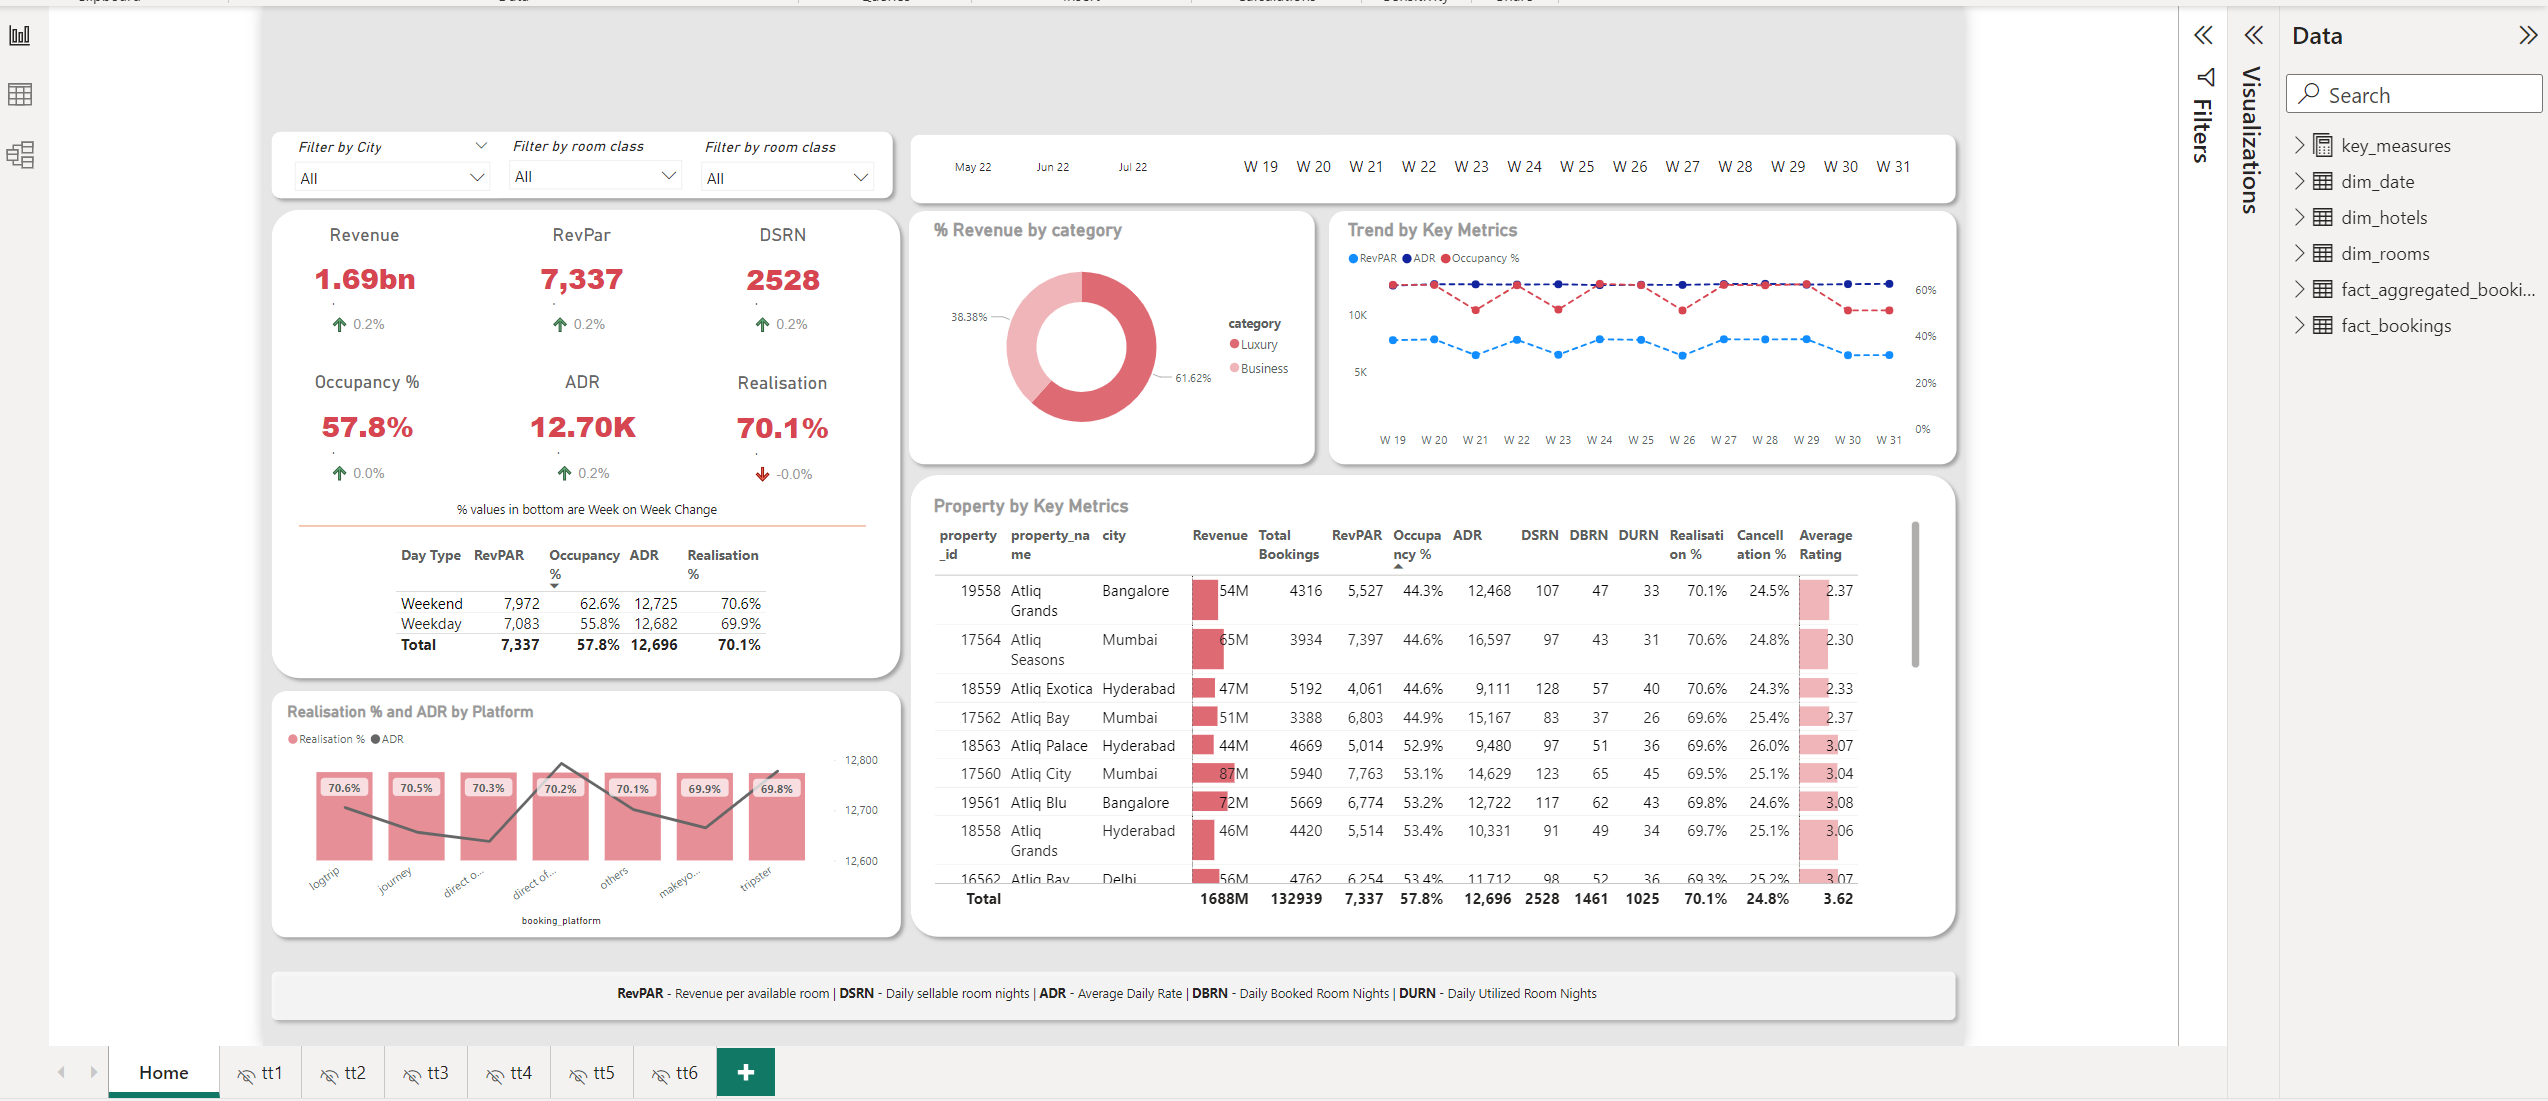 Data
Search
Filters
Visualizations
key_measures
dim_date
dim_hotels
dim_rooms
fact_aggregated_booki...
fact_bookings
Filter by City
All
Filter by room class
All
Filter by room class
All
May 22 Jun 22 Jul 22
W 19 W 20 W 21 W 22 W 23 W 24 W 25 W 26 W 27 W 28 W 29 W 30 W 31
Revenue RevPar DSRN
1.69bn 7,337 2528
0.2% 0.2% 0.2%
Occupancy % ADR Realisation
57.8% 12.70K 70.1%
0.0% 0.2% -0.0%
% values in bottom are Week on Week Change
Day Type RevPAR Occupancy % ADR Realisation %
Weekend 7,972 62.6% 12,725 70.6%
Weekday 7,083 55.8% 12,682 69.9%
Total 7,337 57.8% 12,696 70.1%
Realisation % and ADR by Platform
Realisation % ADR
12,800
12,700
12,600
70.6% 70.5% 70.3% 70.2% 70.1% 69.9% 69.8%
logtrip journey direct o... direct of... others makeyo... tripster
booking_platform
% Revenue by category
38.38%
61.62%
category
Luxury
Business
Trend by Key Metrics
RevPAR ADR Occupancy %
10K
5K
60%
40%
20%
0%
W 19 W 20 W 21 W 22 W 23 W 24 W 25 W 26 W 27 W 28 W 29 W 30 W 31
Property by Key Metrics
property_id property_name city Revenue Total Bookings RevPAR Occupancy % ADR DSRN DBRN DURN Realisation % Cancellation % Average Rating
19558 Atliq Grands Bangalore 54M 4316 5,527 44.3% 12,468 107 47 33 70.1% 24.5% 2.37
17564 Atliq Seasons Mumbai 65M 3934 7,397 44.6% 16,597 97 43 31 70.6% 24.8% 2.30
18559 Atliq Exotica Hyderabad 47M 5192 4,061 44.6% 9,111 128 57 40 70.6% 24.3% 2.33
17562 Atliq Bay Mumbai 51M 3388 6,803 44.9% 15,167 83 37 26 69.6% 25.4% 2.37
18563 Atliq Palace Hyderabad 44M 4669 5,014 52.9% 9,480 97 51 36 69.6% 26.0% 3.07
17560 Atliq City Mumbai 87M 5940 7,763 53.1% 14,629 123 65 45 69.5% 25.1% 3.04
19561 Atliq Blu Bangalore 72M 5669 6,774 53.2% 12,722 117 62 43 69.8% 24.6% 3.08
18558 Atliq Grands Hyderabad 46M 4420 5,514 53.4% 10,331 91 49 34 69.7% 25.1% 3.06
16562 Atliq Bay Delhi 56M 4762 6,254 53.4% 11,712 98 52 36 69.3% 25.2% 3.07
Total 1688M 132939 7,337 57.8% 12,696 2528 1461 1025 70.1% 24.8% 3.62
RevPAR - Revenue per available room | DSRN - Daily sellable room nights | ADR - Average Daily Rate | DBRN - Daily Booked Room Nights | DURN - Daily Utilized Room Nights
Home tt1 tt2 tt3 tt4 tt5 tt6